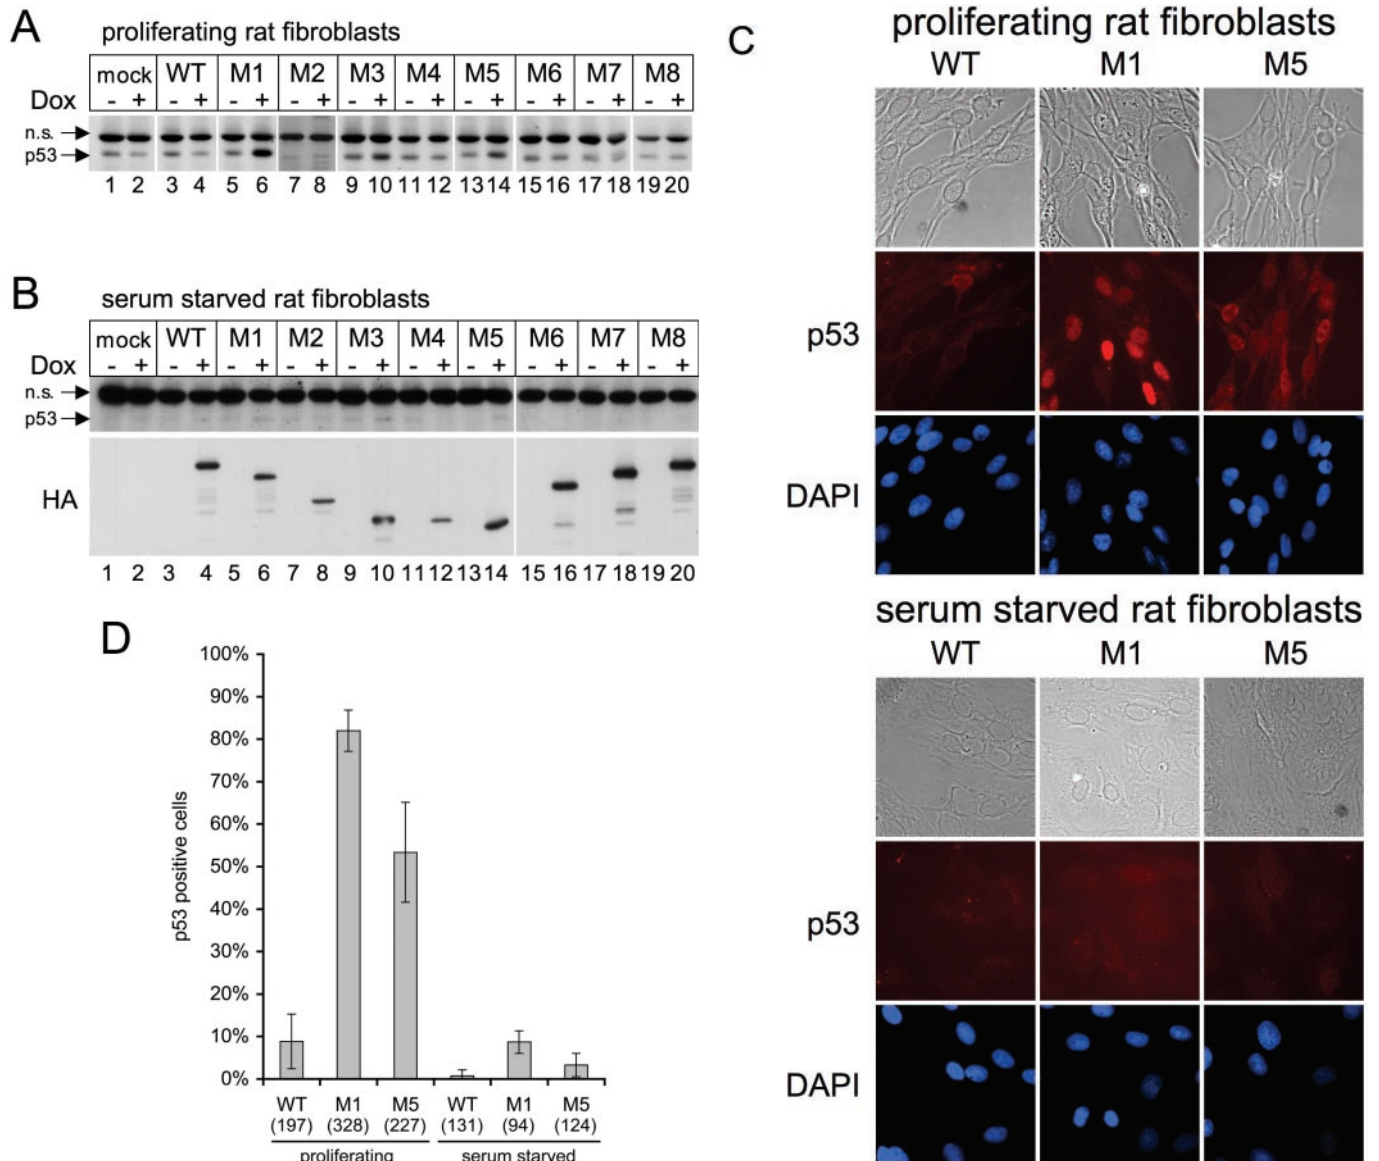 A
proliferating rat fibroblasts
mock WT M1 M2 M3 M4 M5 M6 M7 M8
Dox - + - + - + - + - + - + - + - + - + - +
n.s.
p53
1 2 3 4 5 6 7 8 9 10 11 12 13 14 15 16 17 18 19 20
B
serum starved rat fibroblasts
mock WT M1 M2 M3 M4 M5 M6 M7 M8
Dox - + - + - + - + - + - + - + - + - + - +
n.s.
p53
HA
1 2 3 4 5 6 7 8 9 10 11 12 13 14 15 16 17 18 19 20
C
proliferating rat fibroblasts
WT M1 M5
p53
DAPI
serum starved rat fibroblasts
WT M1 M5
p53
DAPI
D
p53 positive cells
100%
90%
80%
70%
60%
50%
40%
30%
20%
10%
0%
WT M1 M5 WT M1 M5
(197) (328) (227) (131) (94) (124)
proliferating serum starved